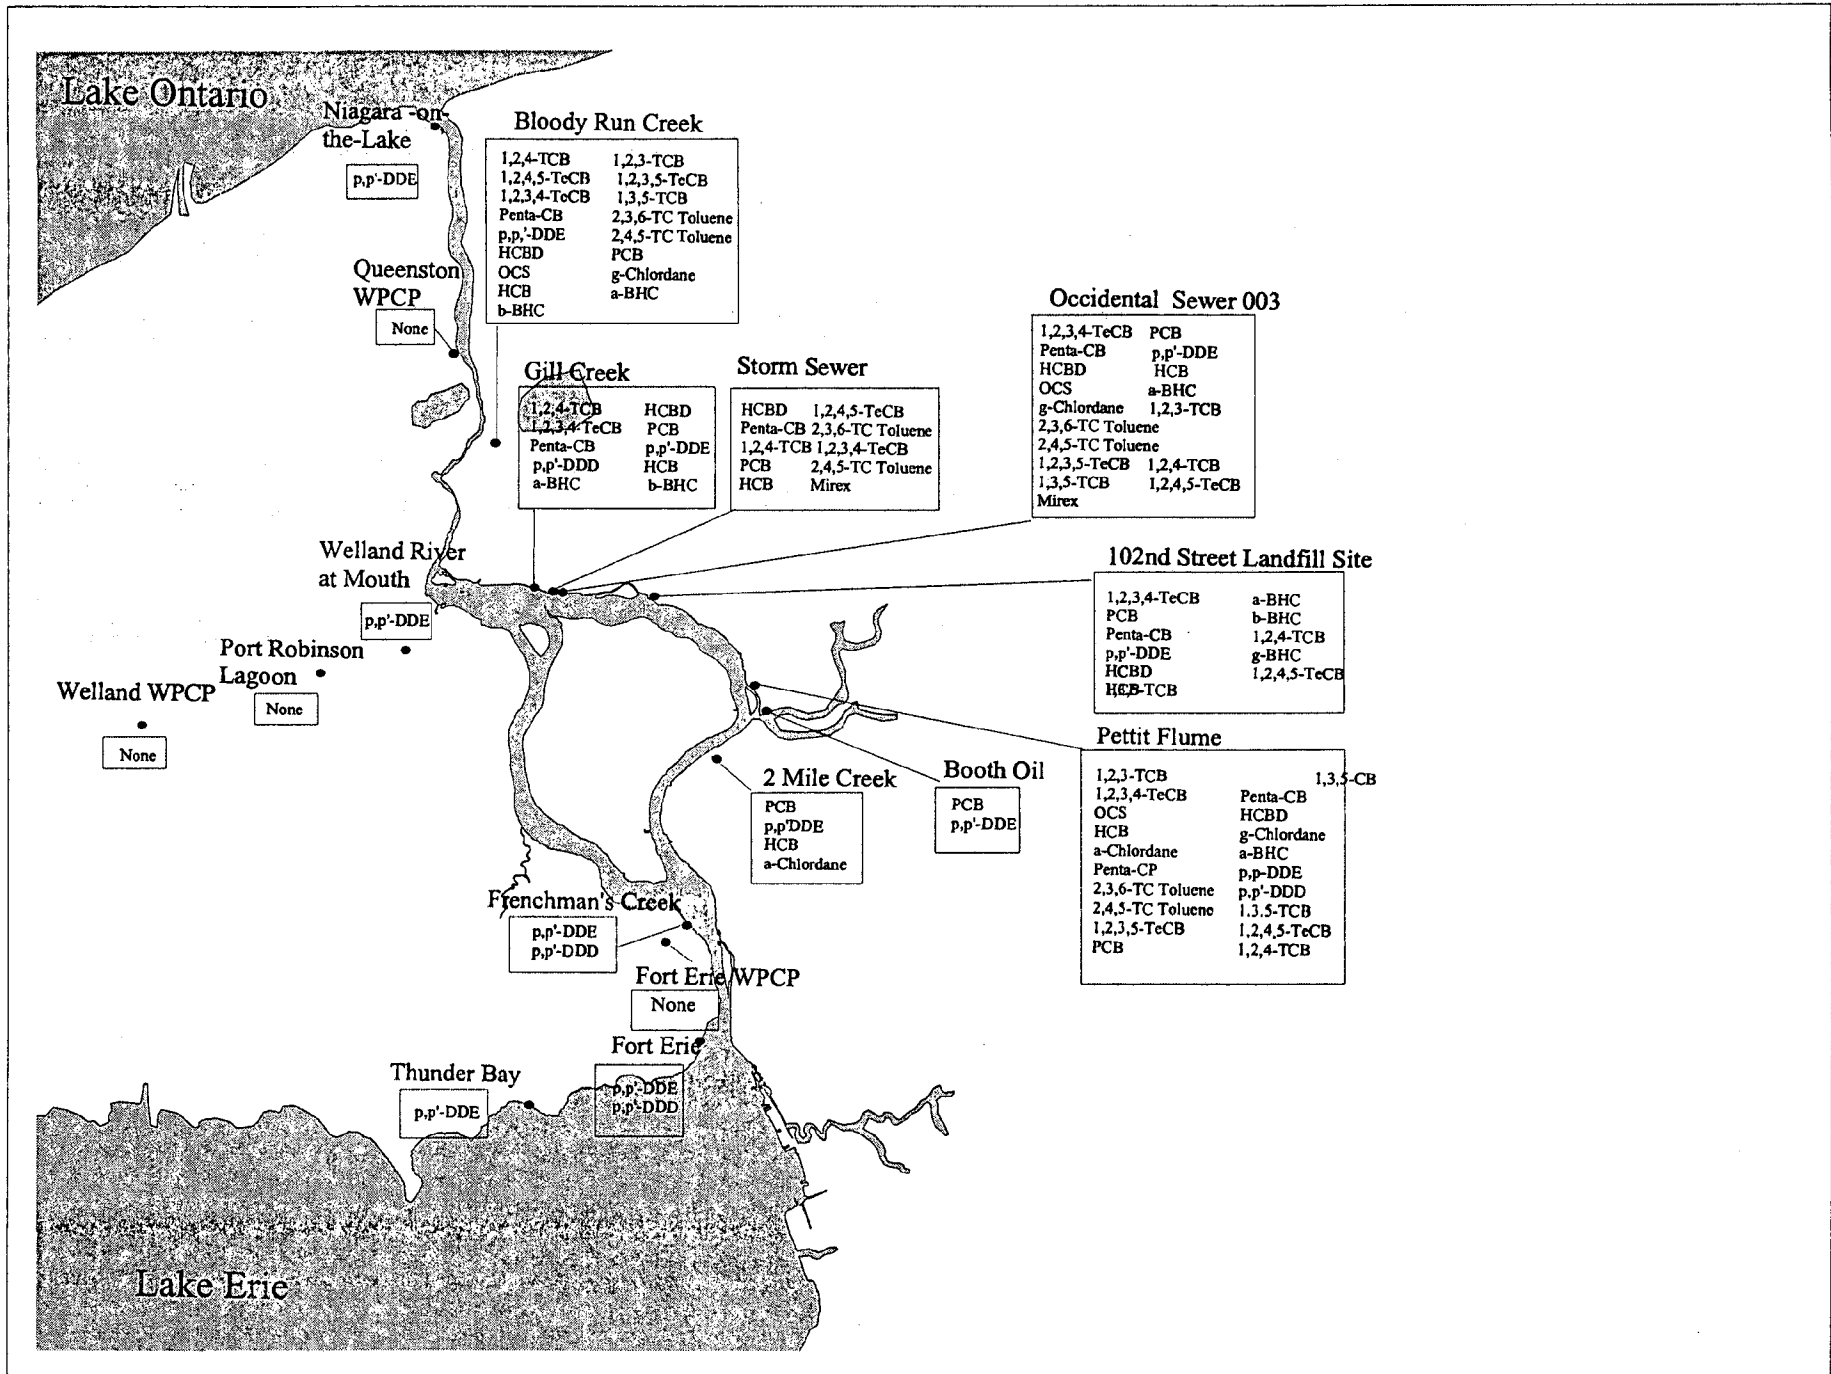 Lake Ontario
Niagara -on-
the-Lake
p,p'-DDE
Bloody Run Creek
1,2,4-TCB 1,2,3-TCB
1,2,4,5-TeCB 1,2,3,5-TeCB
1,2,3,4-TeCB 1,3,5-TCB
Penta-CB 2,3,6-TC Toluene
p,p,'-DDE 2,4,5-TC Toluene
HCBD PCB
OCS g-Chlordane
HCB a-BHC
b-BHC
Queenston
WPCP
None
Gill Creek
1,2,4-TCB HCBD
1,2,3,4-TeCB PCB
Penta-CB p,p'-DDE
p,p'-DDD HCB
a-BHC b-BHC
Storm Sewer
HCBD 1,2,4,5-TeCB
Penta-CB 2,3,6-TC Toluene
1,2,4-TCB 1,2,3,4-TeCB
PCB 2,4,5-TC Toluene
HCB Mirex
Occidental Sewer 003
1,2,3,4-TeCB PCB
Penta-CB p,p'-DDE
HCBD HCB
OCS a-BHC
g-Chlordane 1,2,3-TCB
2,3,6-TC Toluene
2,4,5-TC Toluene
1,2,3,5-TeCB 1,2,4-TCB
1,3,5-TCB 1,2,4,5-TeCB
Mirex
Welland River
at Mouth
p,p'-DDE
102nd Street Landfill Site
1,2,3,4-TeCB a-BHC
PCB b-BHC
Penta-CB 1,2,4-TCB
p,p'-DDE g-BHC
HCBD 1,2,4,5-TeCB
Port Robinson
Lagoon
None
Welland WPCP
None
Pettit Flume
1,2,3-TCB 1,3,5-CB
1,2,3,4-TeCB Penta-CB
OCS HCBD
HCB g-Chlordane
a-Chlordane a-BHC
Penta-CP p,p-DDE
2,3,6-TC Toluene p,p'-DDD
2,4,5-TC Toluene 1.3.5-TCB
1,2,3,5-TeCB 1,2,4,5-TeCB
PCB 1,2,4-TCB
2 Mile Creek
PCB
p,p'DDE
HCB
a-Chlordane
Booth Oil
PCB
p,p'-DDE
Frenchman's Creek
p,p'-DDE
p,p'-DDD
Fort Erie WPCP
None
Fort Erie
p,p'-DDE
p,p'-DDD
Thunder Bay
p,p'-DDE
Lake Erie